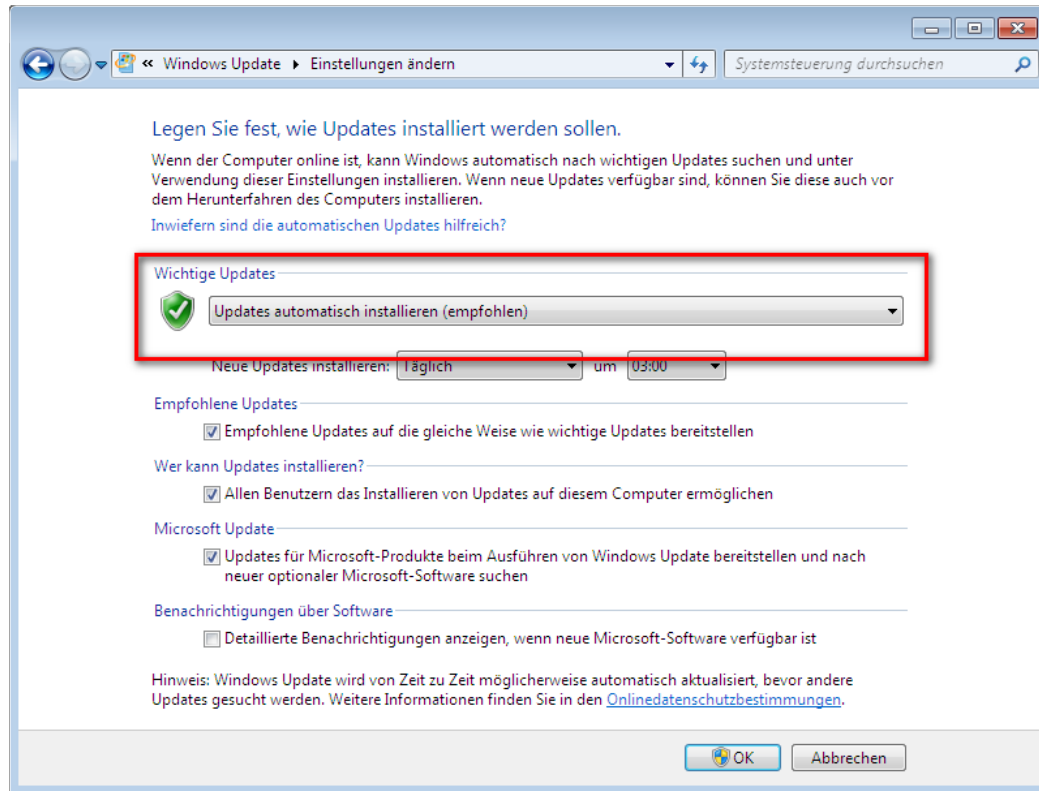 « Windows Update ▸ Einstellungen ändern
Systemsteuerung durchsuchen
Legen Sie fest, wie Updates installiert werden sollen.
Wenn der Computer online ist, kann Windows automatisch nach wichtigen Updates suchen und unter
Verwendung dieser Einstellungen installieren. Wenn neue Updates verfügbar sind, können Sie diese auch vor
dem Herunterfahren des Computers installieren.
Inwiefern sind die automatischen Updates hilfreich?
Wichtige Updates
Updates automatisch installieren (empfohlen)
Neue Updates installieren: Täglich um 03:00
Empfohlene Updates
Empfohlene Updates auf die gleiche Weise wie wichtige Updates bereitstellen
Wer kann Updates installieren?
Allen Benutzern das Installieren von Updates auf diesem Computer ermöglichen
Microsoft Update
Updates für Microsoft-Produkte beim Ausführen von Windows Update bereitstellen und nach
neuer optionaler Microsoft-Software suchen
Benachrichtigungen über Software
Detaillierte Benachrichtigungen anzeigen, wenn neue Microsoft-Software verfügbar ist
Hinweis: Windows Update wird von Zeit zu Zeit möglicherweise automatisch aktualisiert, bevor andere
Updates gesucht werden. Weitere Informationen finden Sie in den Onlinedatenschutzbestimmungen.
OK
Abbrechen